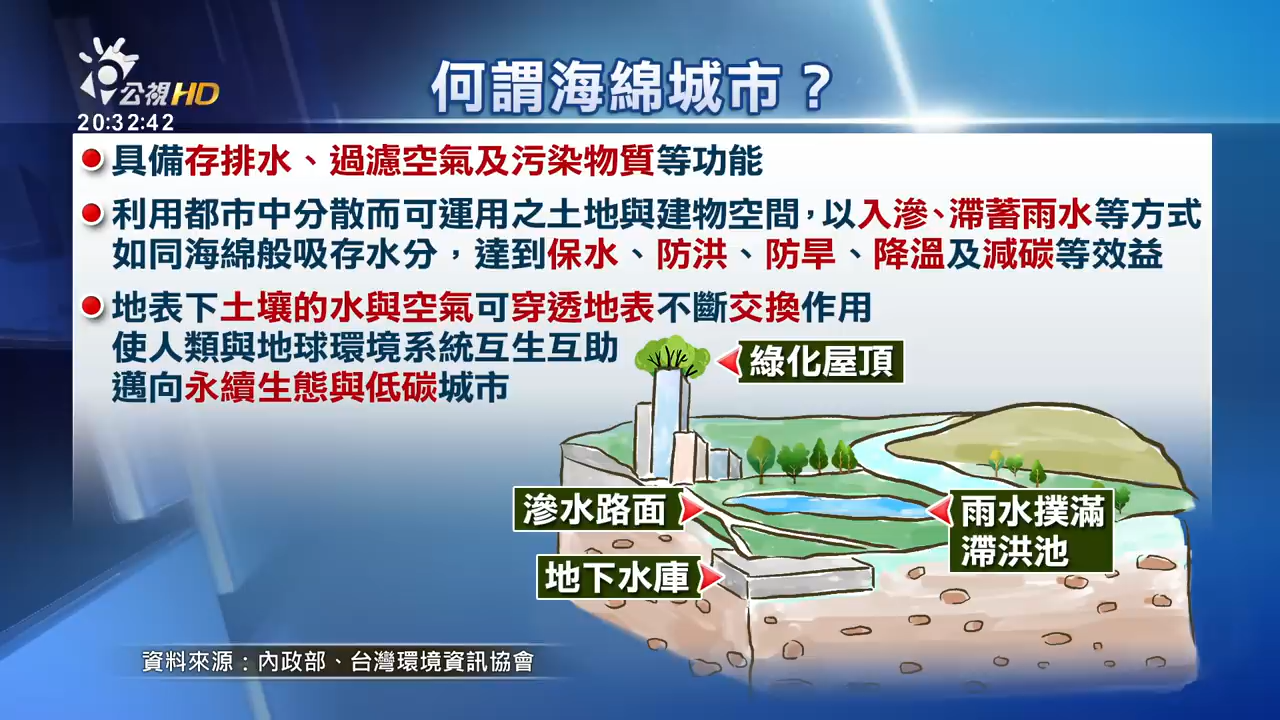 公視HD
20:32:42
何謂海綿城市？
具備存排水、過濾空氣及污染物質等功能
利用都市中分散而可運用之土地與建物空間，以入滲、滯蓄雨水等方式
如同海綿般吸存水分，達到保水、防洪、防旱、降溫及減碳等效益
地表下土壤的水與空氣可穿透地表不斷交換作用
使人類與地球環境系統互生互助
邁向永續生態與低碳城市
綠化屋頂
滲水路面
雨水撲滿
滯洪池
地下水庫
資料來源：內政部、台灣環境資訊協會